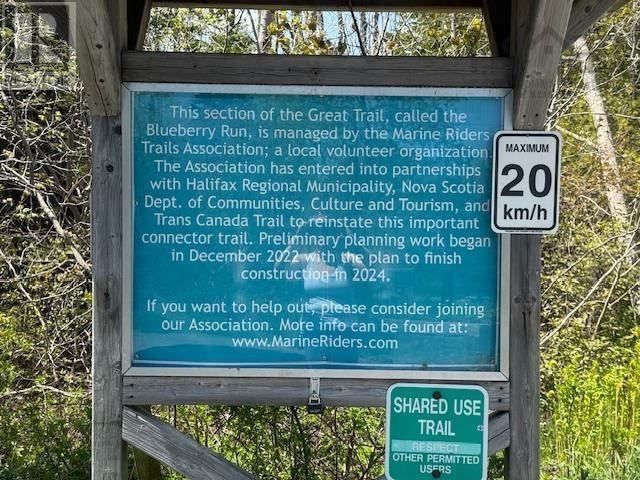 This section of the Great Trail, called the
Blueberry Run, is managed by the Marine Riders
Trails Association; a local volunteer organization.
The Association has entered into partnerships
with Halifax Regional Municipality, Nova Scotia
Dept. of Communities, Culture and Tourism, and
Trans Canada Trail to reinstate this important
connector trail. Preliminary planning work began
in December 2022 with the plan to finish
construction in 2024.
If you want to help out, please consider joining
our Association. More info can be found at:
www.MarineRiders.com
MAXIMUM
20
km/h
SHARED USE
TRAIL
RESPECT
OTHER PERMITTED
USERS